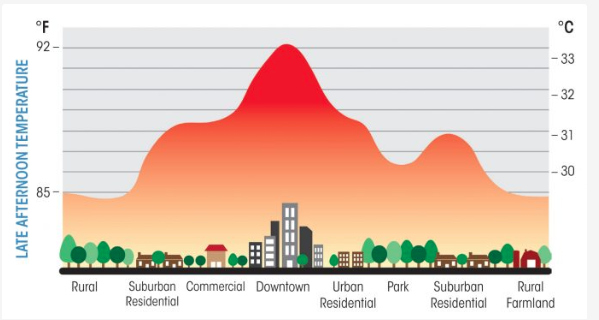 °F
°C
92
33
32
31
30
85
LATE AFTERNOON TEMPERATURE
Rural
Suburban
Residential
Commercial
Downtown
Urban
Residential
Park
Suburban
Residential
Rural
Farmland